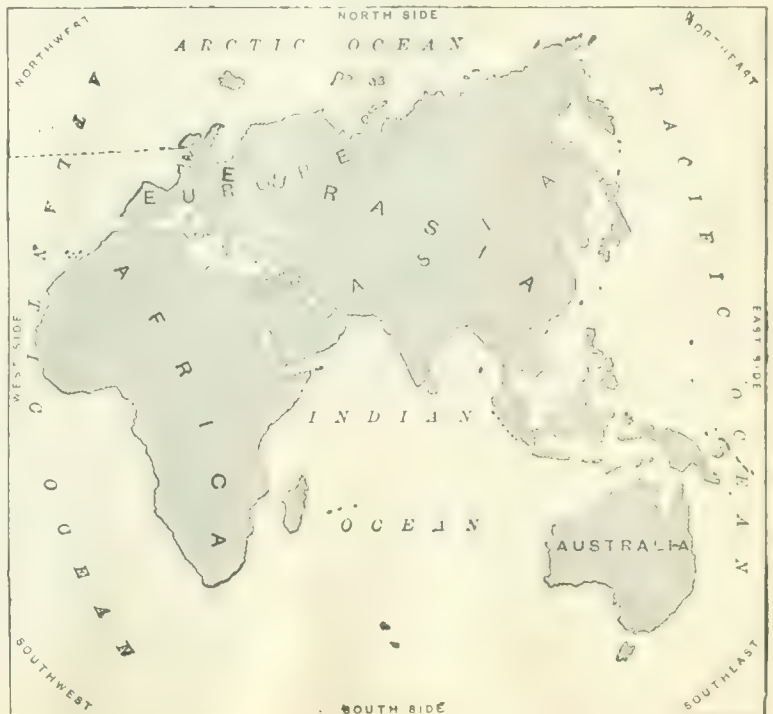 NORTH SIDE
NORTHWEST
NORTHEAST
ARCTIC OCEAN
ATLANTIC OCEAN
PACIFIC OCEAN
EUROPE
EURASIA
ASIA
AFRICA
WEST SIDE
EAST SIDE
INDIAN
OCEAN
AUSTRALIA
SOUTHWEST
SOUTHEAST
SOUTH SIDE